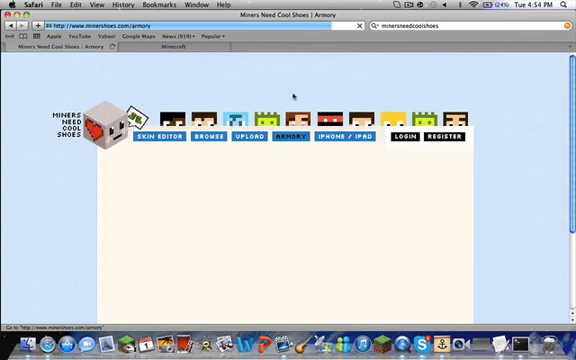 Safari File Edit View History Bookmarks Window Help
Tue 4:54 PM
Miners Need Cool Shoes | Armory
http://www.minershoes.com/armory
minersneedcoolshoes
Apple YouTube Yahoo! Google Maps News (919) Popular
Miners Need Cool Shoes | Armory Minecraft
MINERS
NEED
COOL
SHOES
SKIN EDITOR BROWSE UPLOAD ARMORY IPHONE / IPAD LOGIN REGISTER
Go to "http://www.minershoes.com/armory"